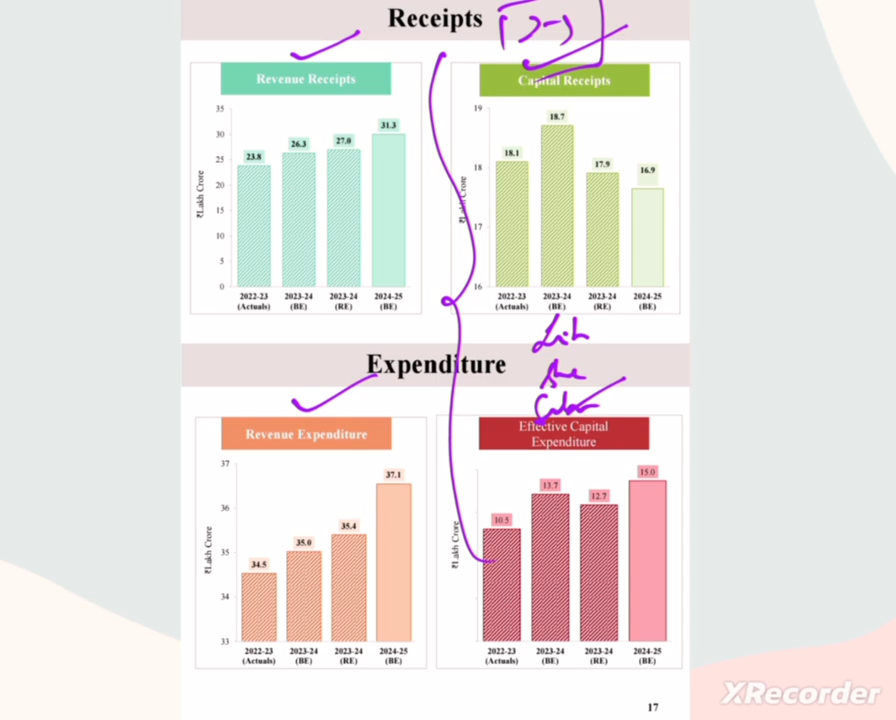 Receipts
Revenue Receipts
35
30
25
20
15
10
5
0
₹Lakh Crore
23.8
26.3
27.0
31.3
2022-23 2023-24 2023-24 2024-25
(Actuals) (BE) (RE) (BE)
Capital Receipts
19
18
17
16
₹Lakh Crore
18.1
18.7
17.9
16.9
2022-23 2023-24 2023-24 2024-25
(Actuals) (BE) (RE) (BE)
Expenditure
Revenue Expenditure
37
36
35
34
33
₹Lakh Crore
34.5
35.0
35.4
37.1
2022-23 2023-24 2023-24 2024-25
(Actuals) (BE) (RE) (BE)
Effective Capital
Expenditure
₹Lakh Crore
10.5
13.7
12.7
15.0
2022-23 2023-24 2023-24 2024-25
(Actuals) (BE) (RE) (BE)
17
XRecorder